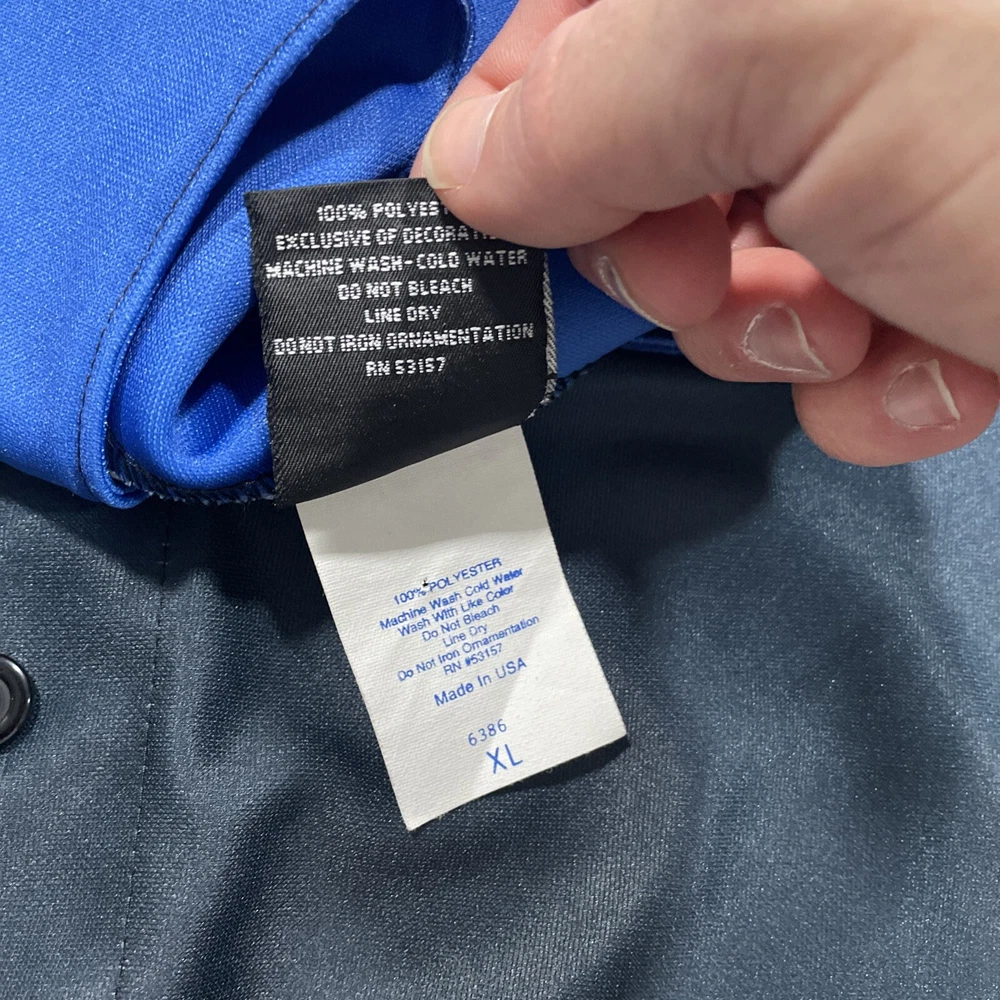 100% POLYES
EXCLUSIVE OF DECORATI
MACHINE WASH-COLD WATER
DO NOT BLEACH
LINE DRY
DO NOT IRON ORNAMENTATION
RN 53157
100% POLYESTER
Machine Wash Cold Water
Wash With Like Color
Do Not Bleach
Line Dry
Do Not Iron Ornamentation
RN #53157
Made In USA
6386
XL